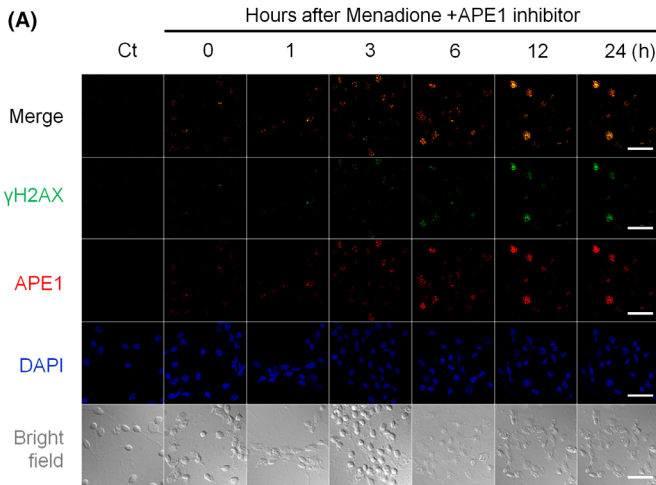 (A)
Hours after Menadione +APE1 inhibitor
Ct 0 1 3 6 12 24 (h)
Merge
γH2AX
APE1
DAPI
Bright
field